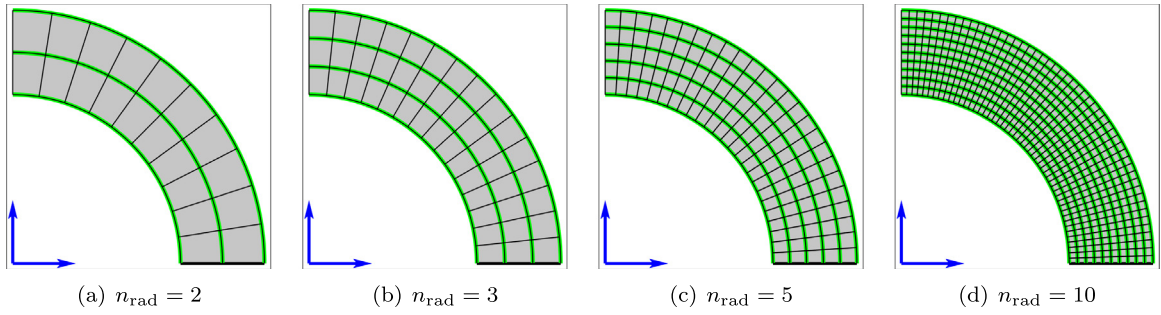 (a) n_rad = 2
(b) n_rad = 3
(c) n_rad = 5
(d) n_rad = 10